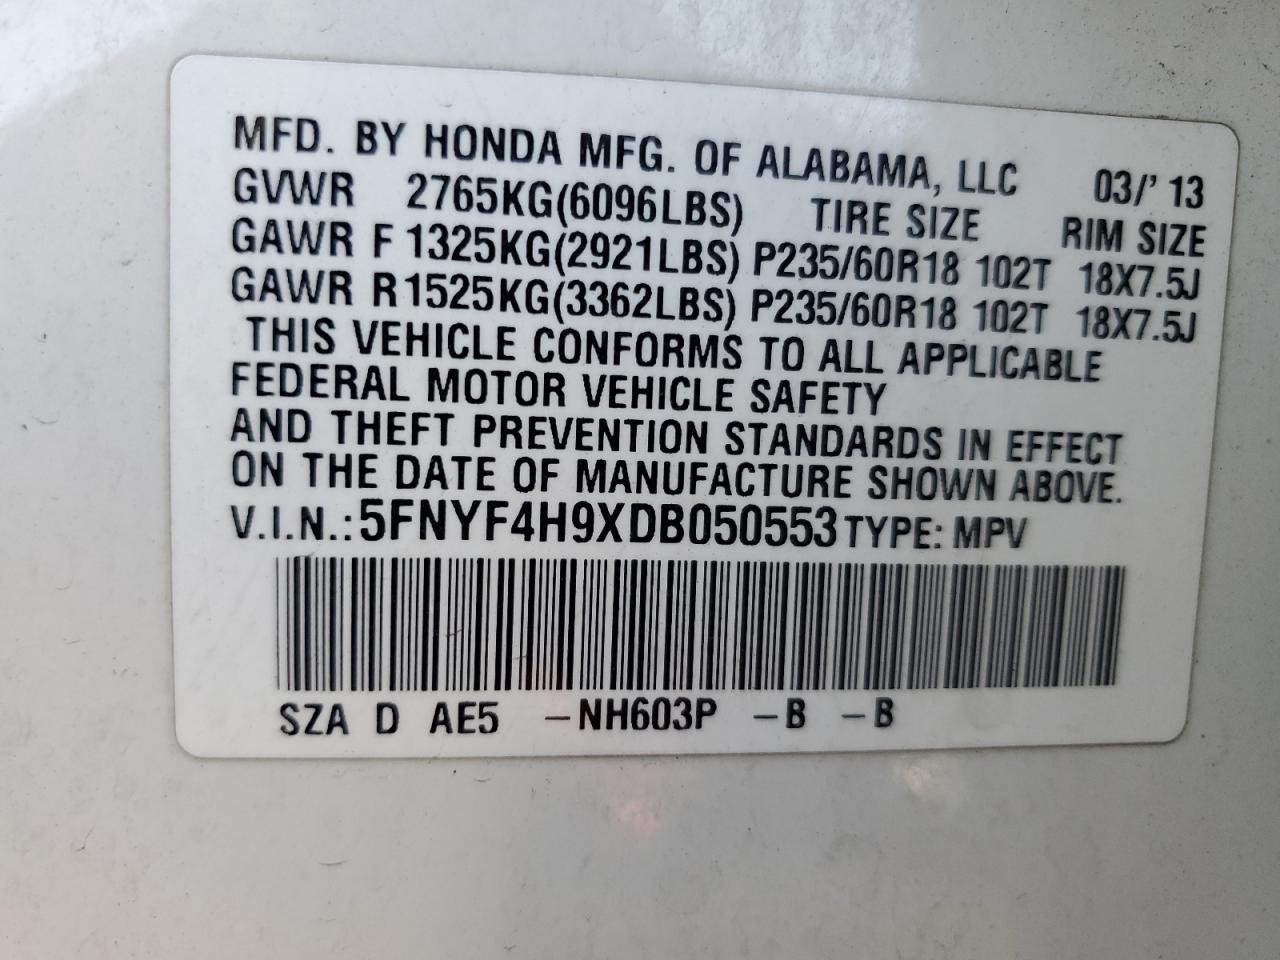 MFD. BY HONDA MFG. OF ALABAMA, LLC 03/' 13
GVWR 2765KG(6096LBS) TIRE SIZE RIM SIZE
GAWR F 1325KG(2921LBS) P235/60R18 102T 18X7.5J
GAWR R 1525KG(3362LBS) P235/60R18 102T 18X7.5J
THIS VEHICLE CONFORMS TO ALL APPLICABLE
FEDERAL MOTOR VEHICLE SAFETY
AND THEFT PREVENTION STANDARDS IN EFFECT
ON THE DATE OF MANUFACTURE SHOWN ABOVE.
V.I.N.: 5FNYF4H9XDB050553 TYPE: MPV
SZA D AE5 –NH603P –B –B